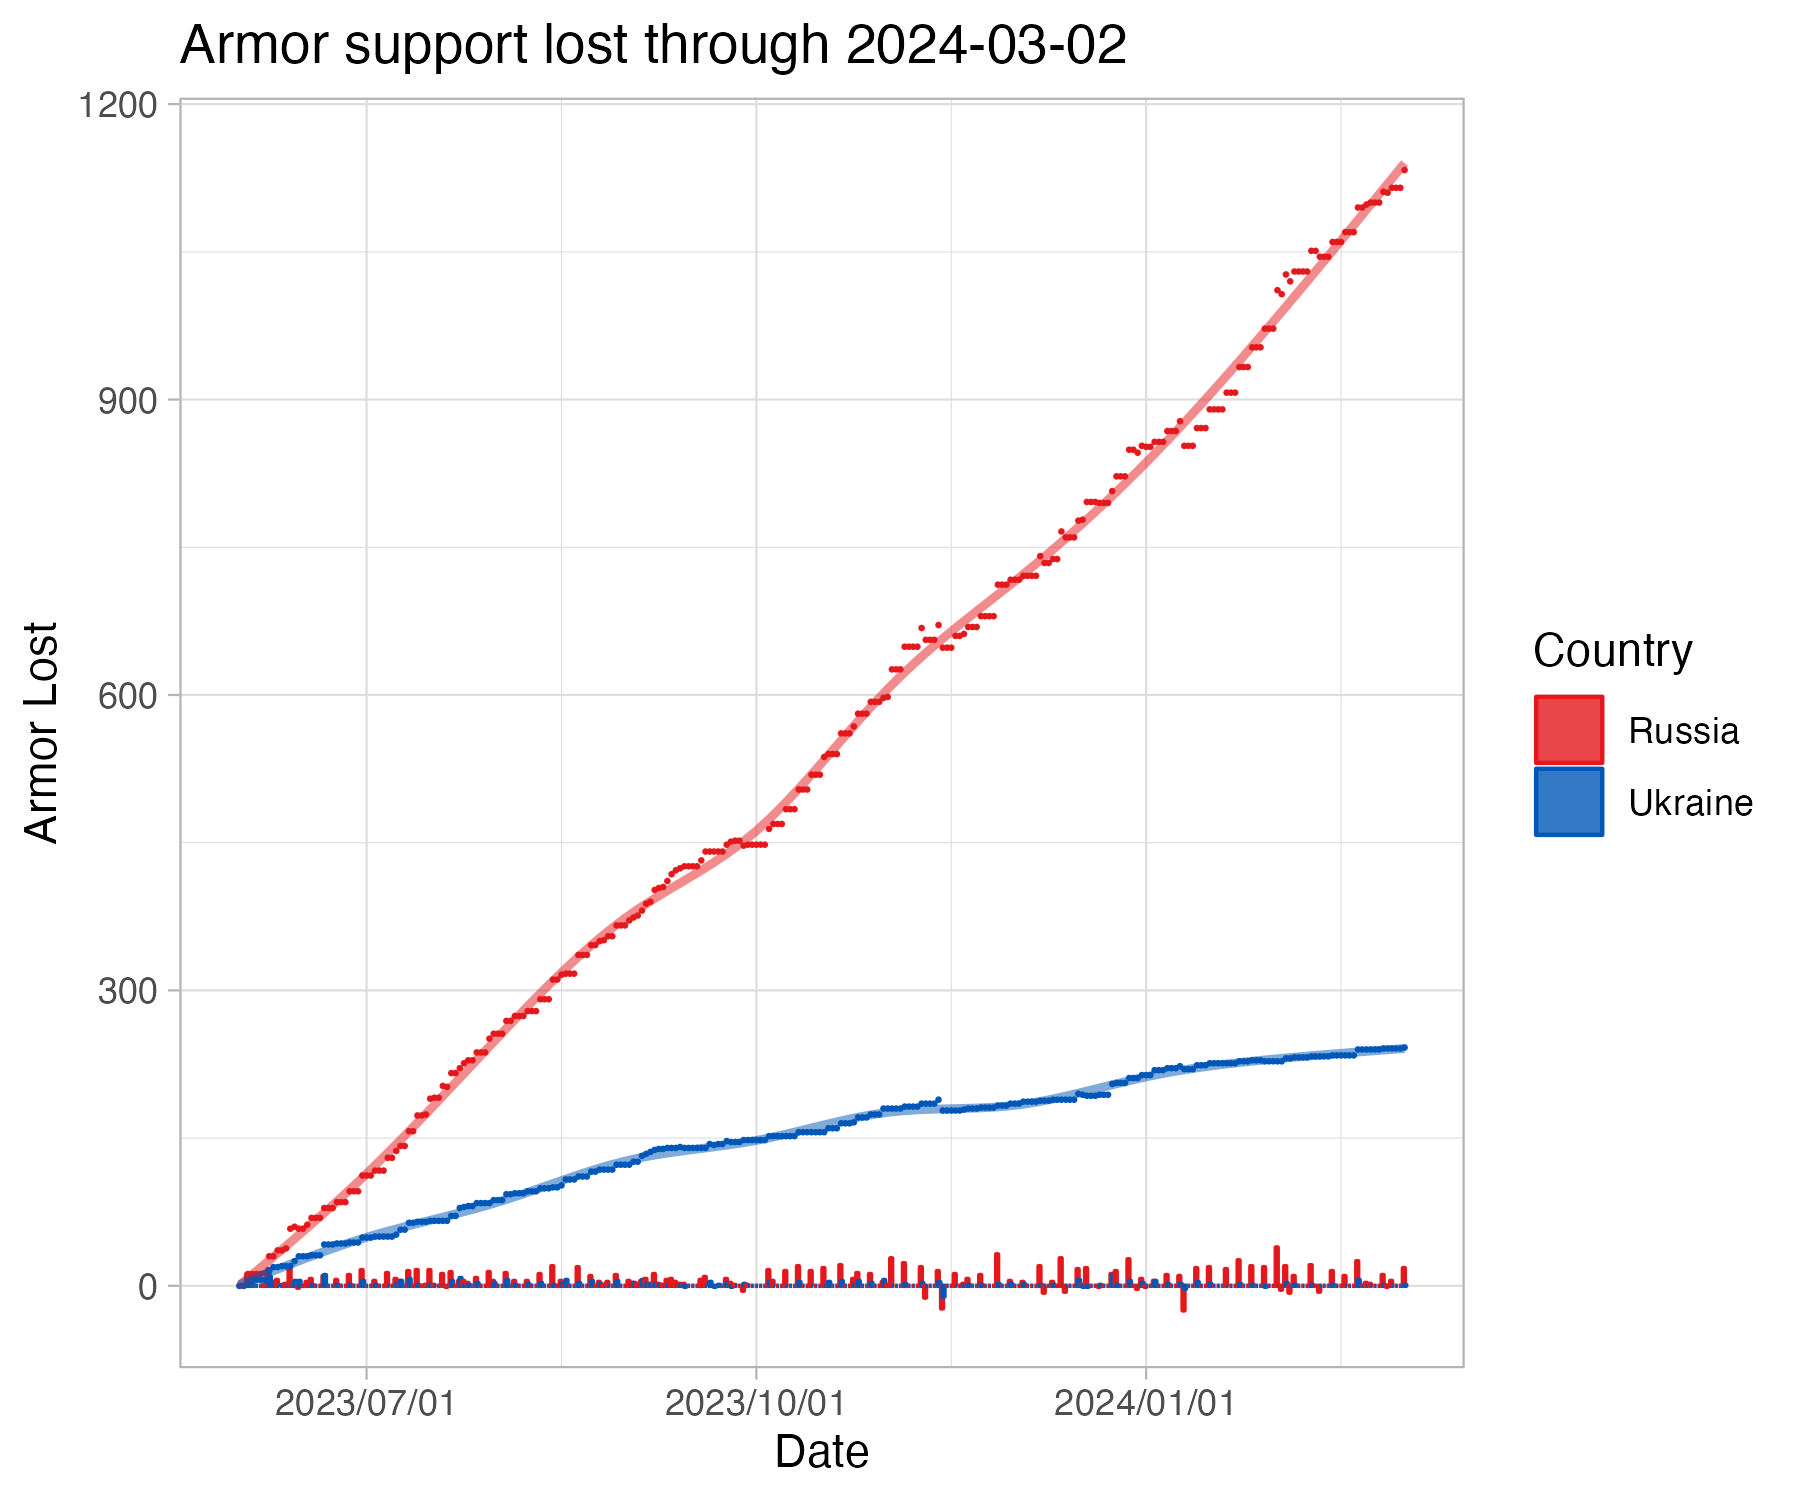 Armor support lost through 2024-03-02
1200
900
600
300
0
Armor Lost
2023/07/01
2023/10/01
2024/01/01
Date
Country
Russia
Ukraine